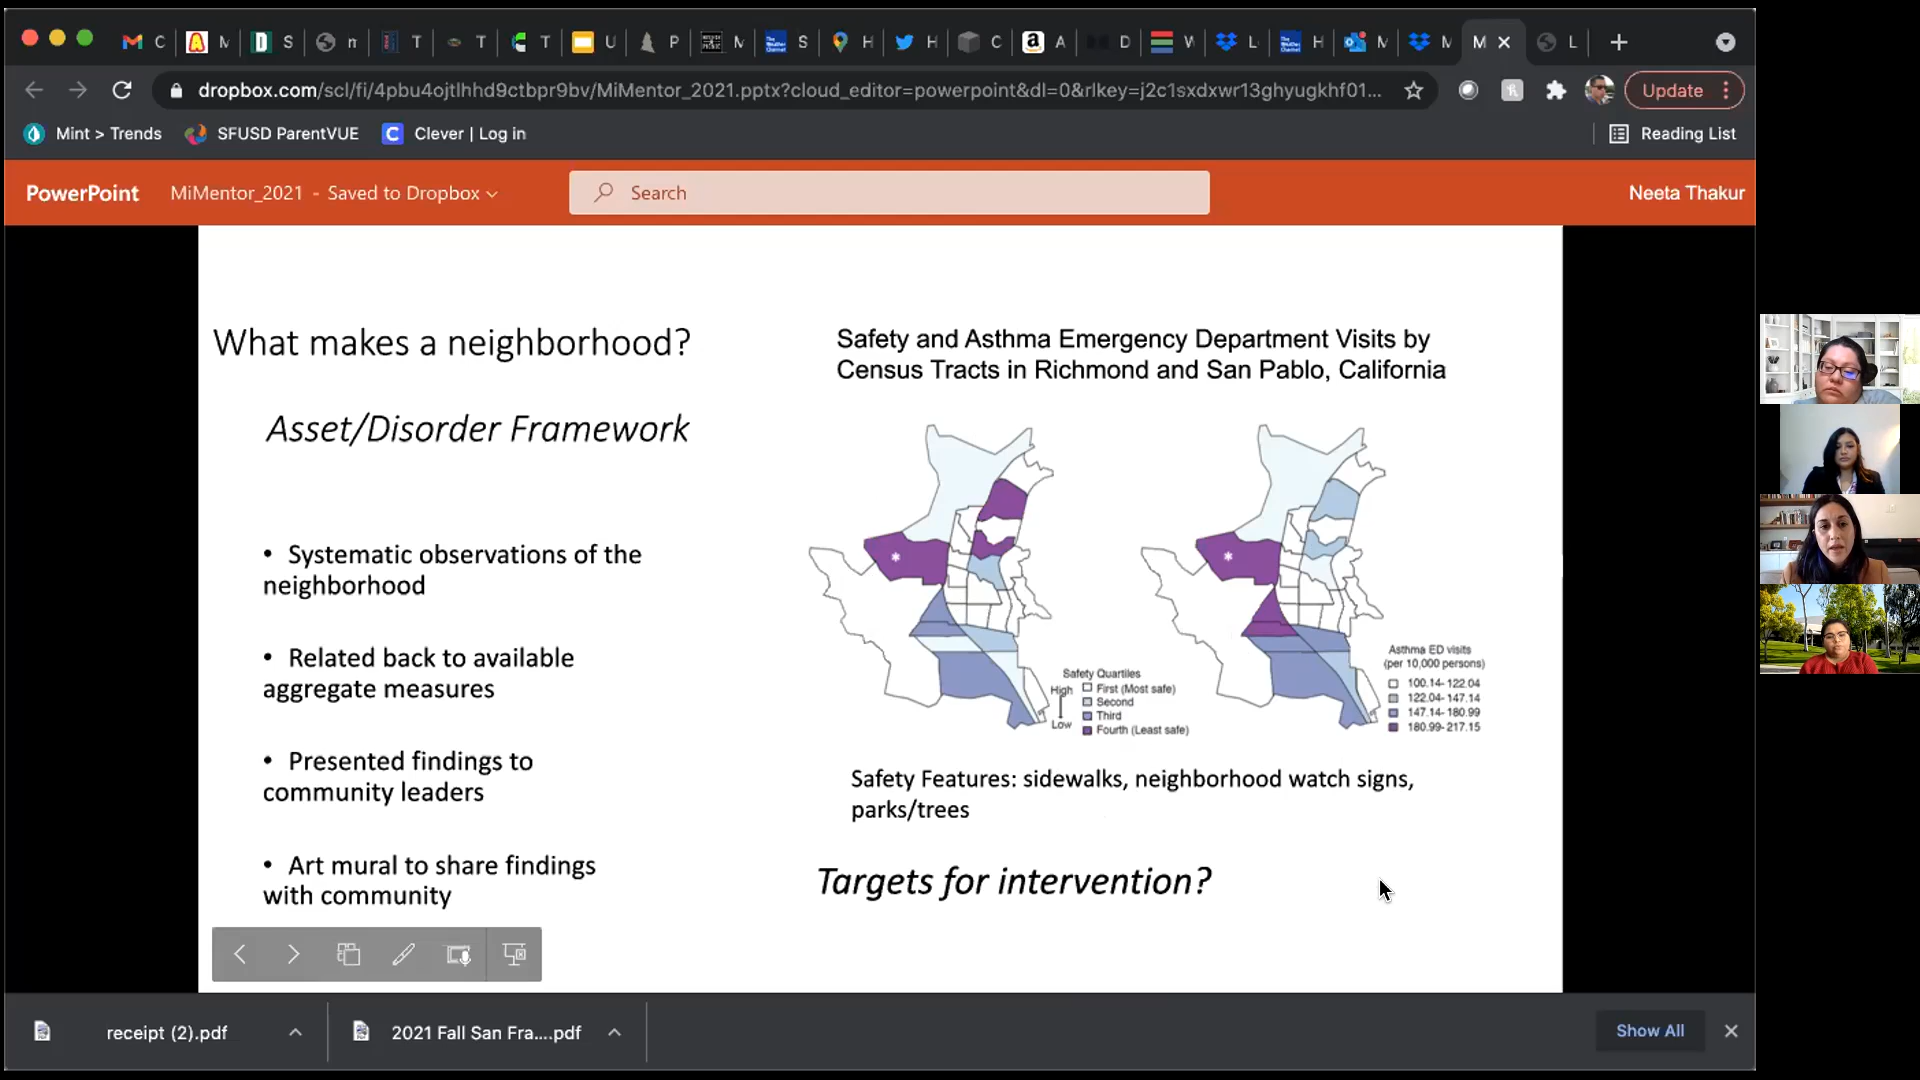 C
M
S
m
T
T
T
U
P
M
S
H
H
C
A
D
W
L
H
M
M
M
L
dropbox.com/scl/fi/4pbu4ojtlhhd9ctbpr9bv/MiMentor_2021.pptx?cloud_editor=powerpoint&dl=0&rlkey=j2c1sxdxwr13ghyugkhf01...
Update
Mint > Trends
SFUSD ParentVUE
Clever | Log in
Reading List
PowerPoint
MiMentor_2021 - Saved to Dropbox
Search
Neeta Thakur
What makes a neighborhood?
Asset/Disorder Framework
• Systematic observations of the
neighborhood
• Related back to available
aggregate measures
• Presented findings to
community leaders
• Art mural to share findings
with community
Safety and Asthma Emergency Department Visits by
Census Tracts in Richmond and San Pablo, California
*
*
Safety Quartiles
High
First (Most safe)
Second
Third
Low
Fourth (Least safe)
Asthma ED visits
(per 10,000 persons)
100.14-122.04
122.04-147.14
147.14-180.99
180.99-217.15
Safety Features: sidewalks, neighborhood watch signs,
parks/trees
Targets for intervention?
receipt (2).pdf
2021 Fall San Fra....pdf
Show All